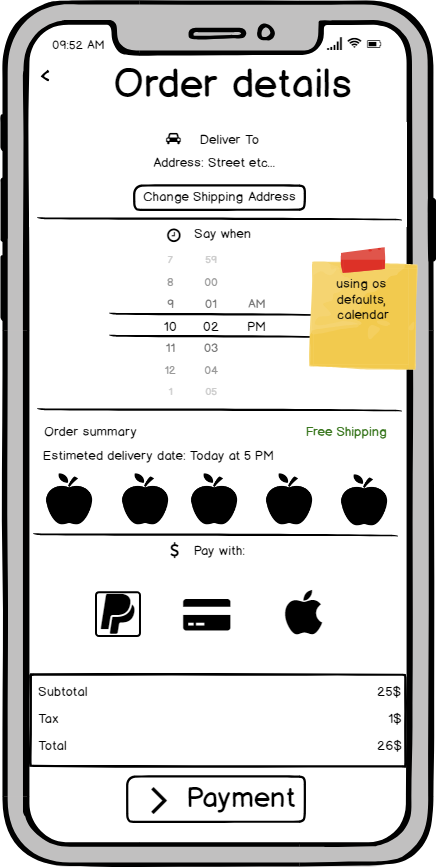 09:52 AM
Order details
Deliver To
Address: Street etc...
Change Shipping Address
Say when
7 59
8 00
9 01 AM
10 02 PM
11 03
12 04
1 05
using os
defaults,
calendar
Order summary Free Shipping
Estimeted delivery date: Today at 5 PM
$ Pay with:
Subtotal 25$
Tax 1$
Total 26$
Payment